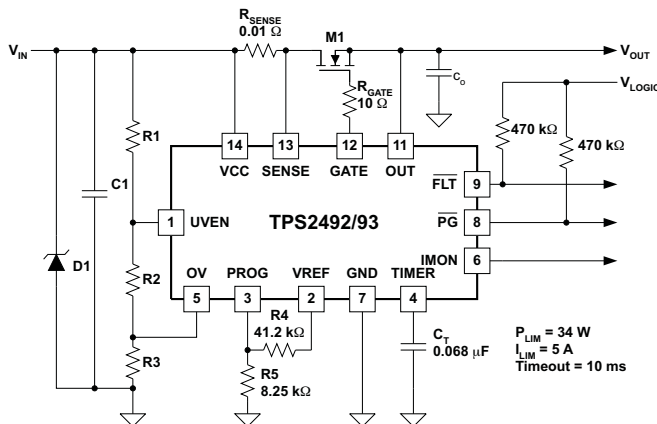 R_SENSE
0.01 Ω
M1
V_IN
V_OUT
R_GATE
10 Ω
C_O
V_LOGIC
470 kΩ
470 kΩ
R1
C1
14
13
12
11
VCC
SENSE
GATE
OUT
F̅L̅T̅
9
1
UVEN
TPS2492/93
P̅G̅
8
IMON
6
D1
R2
OV
PROG
VREF
GND
TIMER
5
3
2
7
4
R4
41.2 kΩ
R3
R5
8.25 kΩ
C_T
0.068 μF
P_LIM = 34 W
I_LIM = 5 A
Timeout = 10 ms